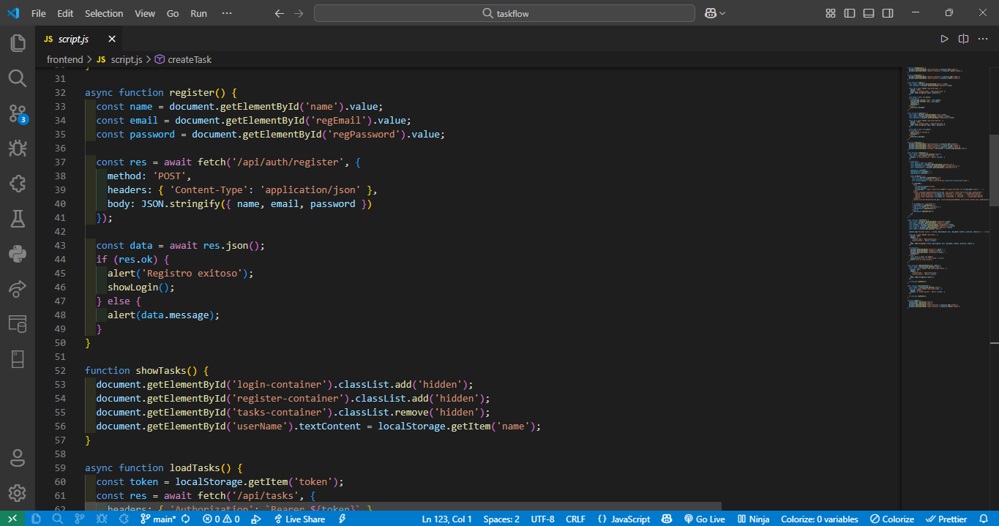 File Edit Selection View Go Run ··· taskflow
JS script.js
frontend > JS script.js > createTask
31
32 async function register() {
33 const name = document.getElementById('name').value;
34 const email = document.getElementById('regEmail').value;
35 const password = document.getElementById('regPassword').value;
36
37 const res = await fetch('/api/auth/register', {
38 method: 'POST',
39 headers: { 'Content-Type': 'application/json' },
40 body: JSON.stringify({ name, email, password })
41 });
42
43 const data = await res.json();
44 if (res.ok) {
45 alert('Registro exitoso');
46 showLogin();
47 } else {
48 alert(data.message);
49 }
50 }
51
52 function showTasks() {
53 document.getElementById('login-container').classList.add('hidden');
54 document.getElementById('register-container').classList.add('hidden');
55 document.getElementById('tasks-container').classList.remove('hidden');
56 document.getElementById('userName').textContent = localStorage.getItem('name');
57 }
58
59 async function loadTasks() {
60 const token = localStorage.getItem('token');
61 const res = await fetch('/api/tasks', {
62 headers: { 'Authorization': `Bearer ${token}` }
3
main* 0 0 Live Share Ln 123, Col 1 Spaces: 2 UTF-8 CRLF {} JavaScript Go Live Ninja Colorize: 0 variables Colorize Prettier